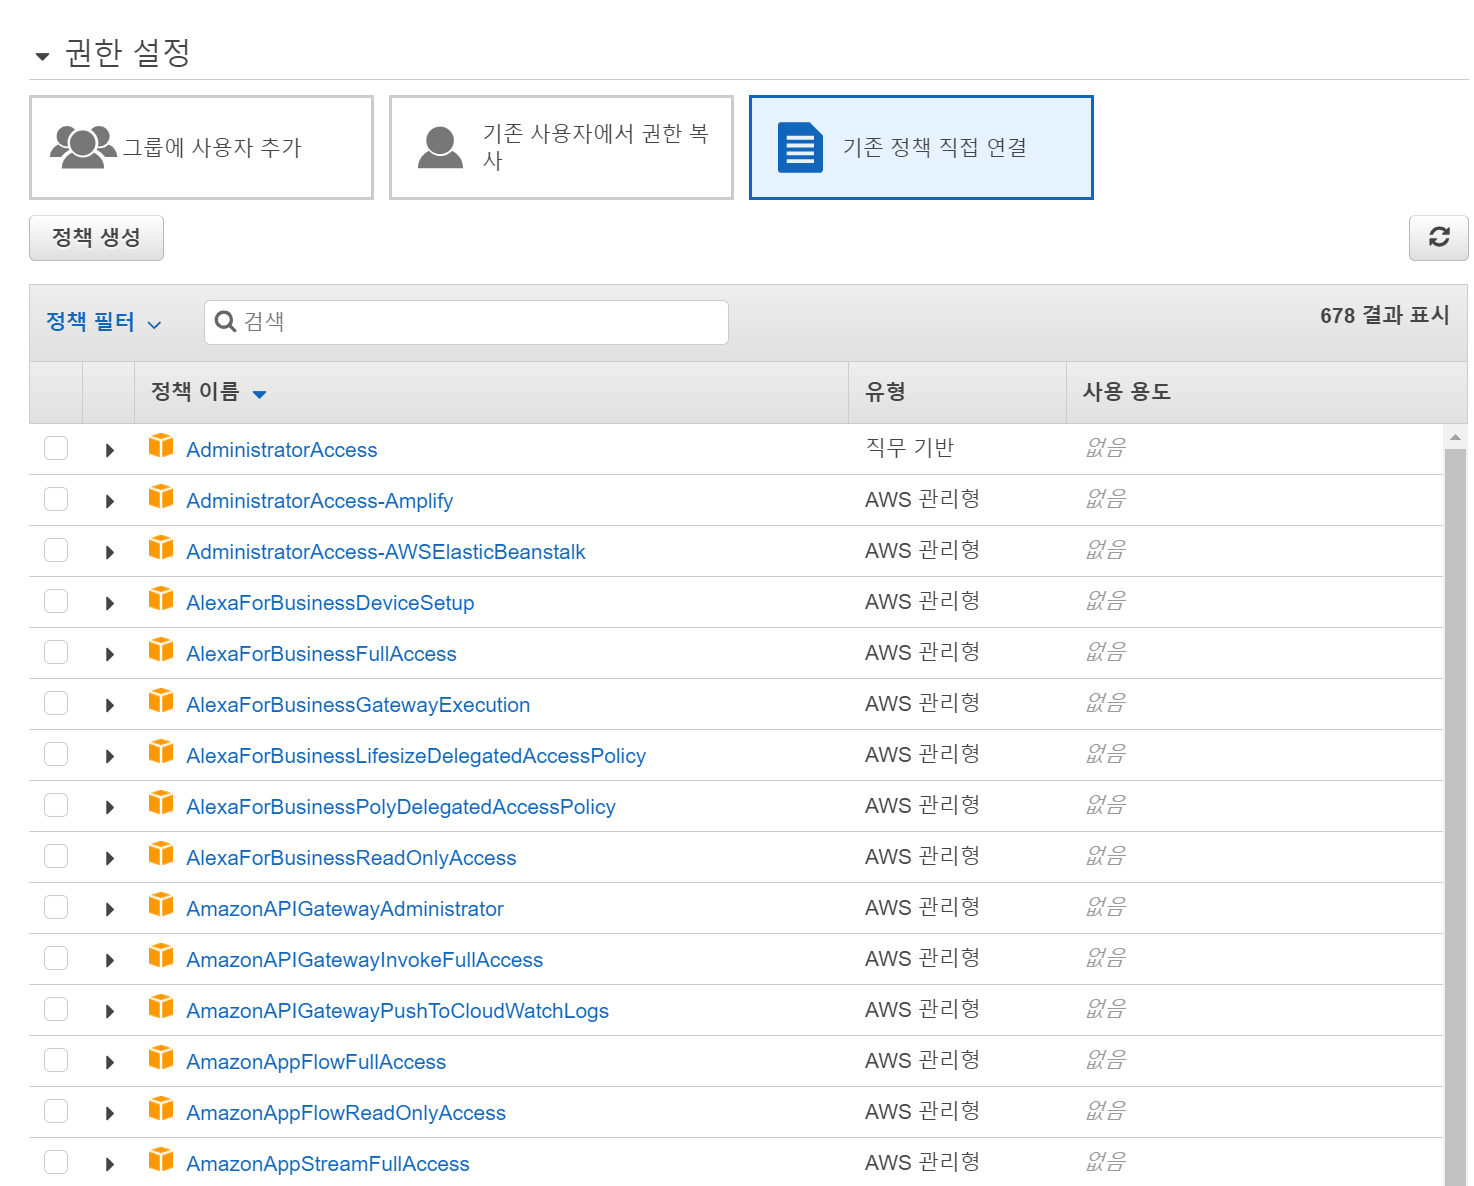 권한 설정
그룹에 사용자 추가
기존 사용자에서 권한 복
사
기존 정책 직접 연결
정책 생성
정책 필터
검색
678 결과 표시
정책 이름 유형 사용 용도
AdministratorAccess 직무 기반 없음
AdministratorAccess-Amplify AWS 관리형 없음
AdministratorAccess-AWSElasticBeanstalk AWS 관리형 없음
AlexaForBusinessDeviceSetup AWS 관리형 없음
AlexaForBusinessFullAccess AWS 관리형 없음
AlexaForBusinessGatewayExecution AWS 관리형 없음
AlexaForBusinessLifesizeDelegatedAccessPolicy AWS 관리형 없음
AlexaForBusinessPolyDelegatedAccessPolicy AWS 관리형 없음
AlexaForBusinessReadOnlyAccess AWS 관리형 없음
AmazonAPIGatewayAdministrator AWS 관리형 없음
AmazonAPIGatewayInvokeFullAccess AWS 관리형 없음
AmazonAPIGatewayPushToCloudWatchLogs AWS 관리형 없음
AmazonAppFlowFullAccess AWS 관리형 없음
AmazonAppFlowReadOnlyAccess AWS 관리형 없음
AmazonAppStreamFullAccess AWS 관리형 없음